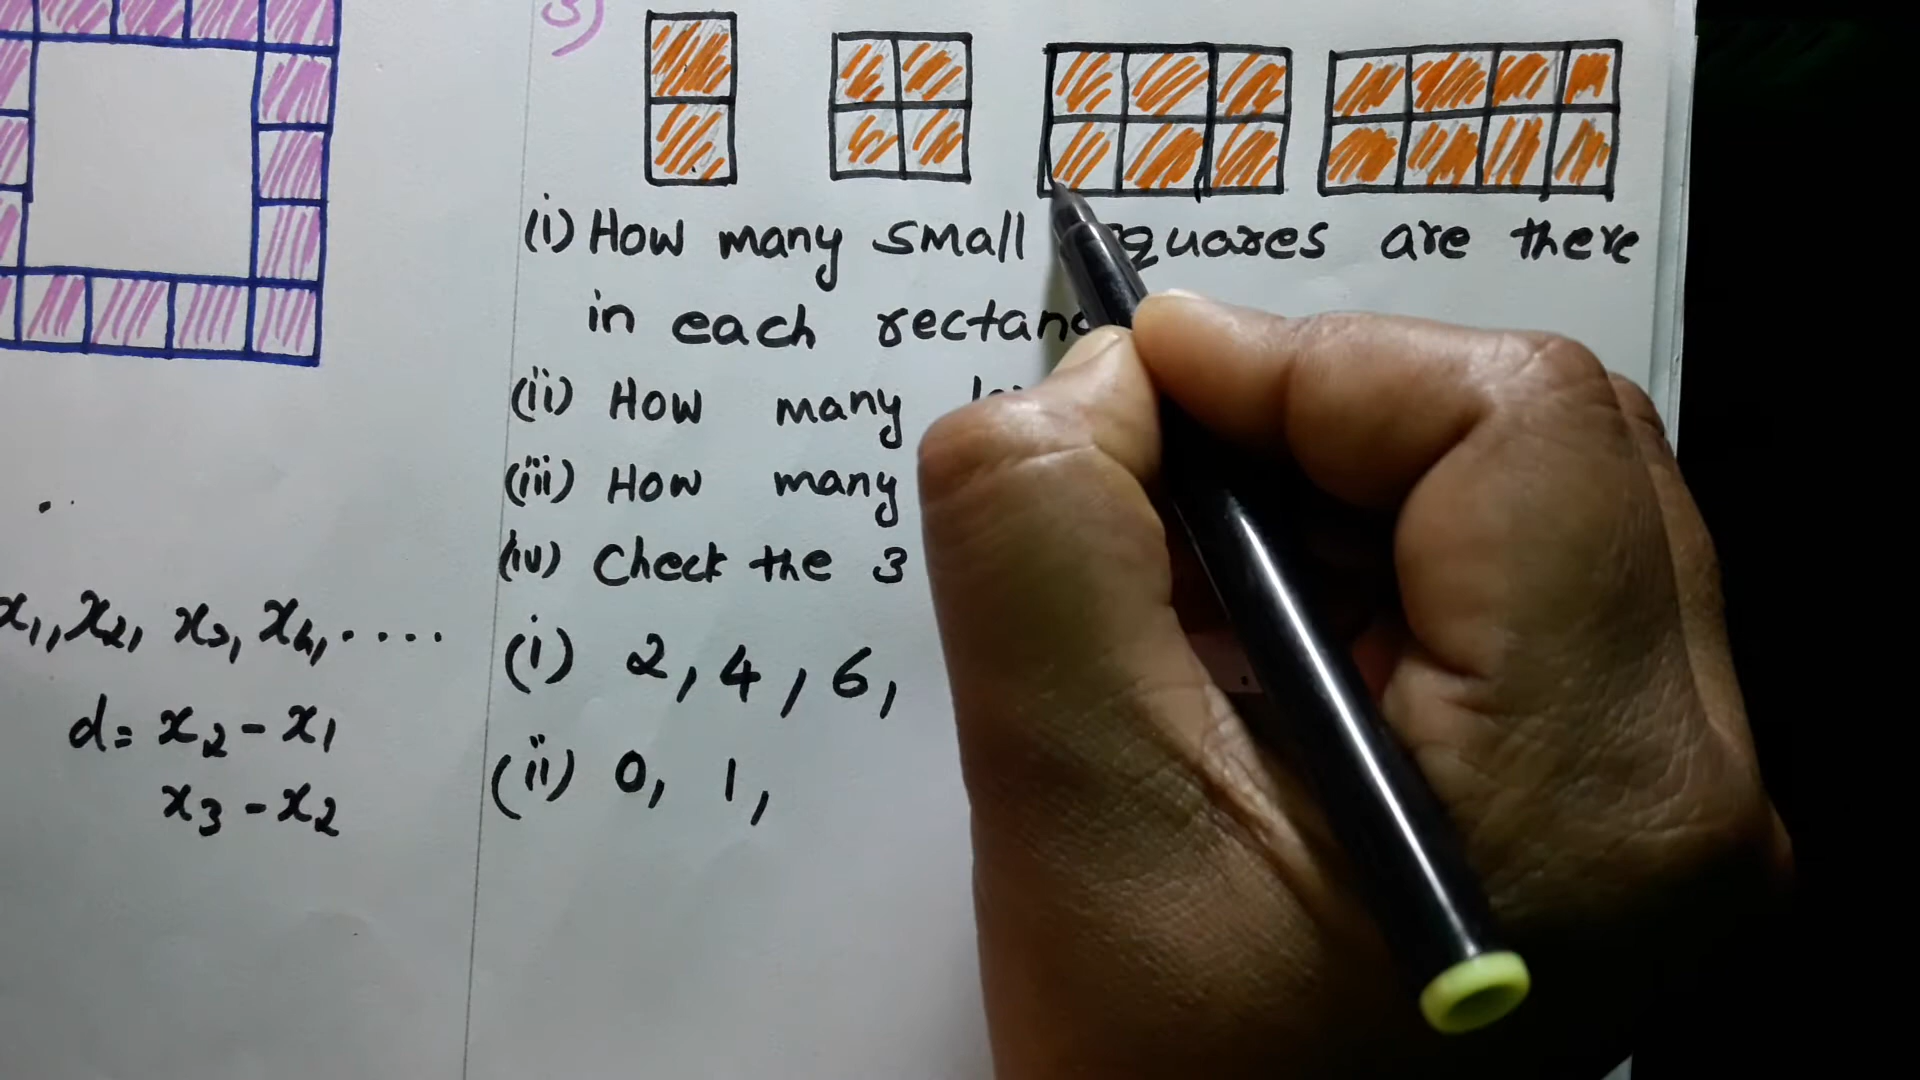 3)
(i) How many small squares are there
in each
(ii) How many
(iii) How many
(iv) Check the 3
(i) 2, 4, 6,
(ii) 0, 1,
x1, x2, x3, x4, ....
d= x2 - x1
x3 - x2